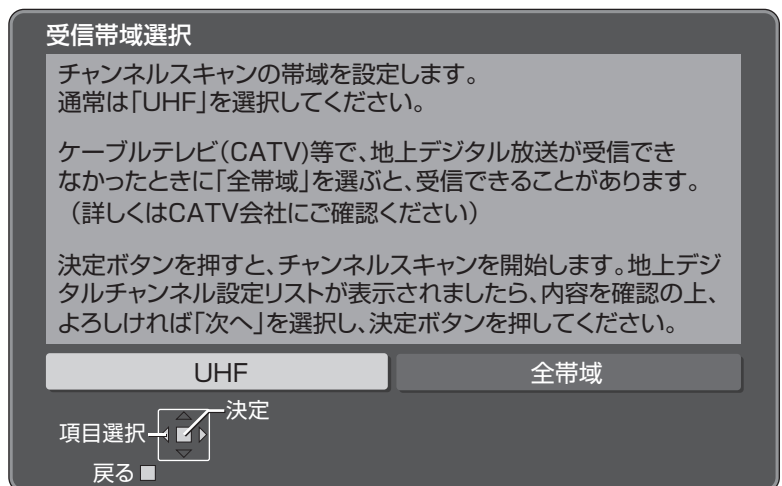 受信帯域選択
チャンネルスキャンの帯域を設定します。
通常は「UHF」を選択してください。
ケーブルテレビ(CATV)等で、地上デジタル放送が受信でき
なかったときに「全帯域」を選ぶと、受信できることがあります。
（詳しくはCATV会社にご確認ください）
決定ボタンを押すと、チャンネルスキャンを開始します。地上デジ
タルチャンネル設定リストが表示されましたら、内容を確認の上、
よろしければ「次へ」を選択し、決定ボタンを押してください。
UHF
全帯域
決定
項目選択
戻る